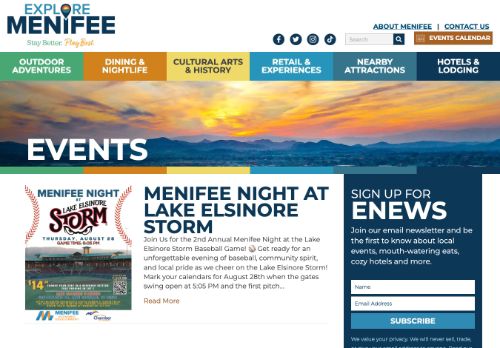 EXPLORE
MENIFEE
Stay Better. Play Best.
ABOUT MENIFEE | CONTACT US
Search
EVENTS CALENDAR
OUTDOOR
ADVENTURES
DINING &
NIGHTLIFE
CULTURAL ARTS
& HISTORY
RETAIL &
EXPERIENCES
NEARBY
ATTRACTIONS
HOTELS &
LODGING
EVENTS
MENIFEE NIGHT
AT
LAKE ELSINORE
STORM
THURSDAY, AUGUST 28
GAME TIME: 6:05 PM
$14
MENIFEE
Chamber
MENIFEE NIGHT AT
LAKE ELSINORE
STORM
Join Us for the 2nd Annual Menifee Night at the Lake
Elsinore Storm Baseball Game! Get ready for an
unforgettable evening of baseball, community spirit,
and local pride as we cheer on the Lake Elsinore Storm!
Mark your calendars for August 28th when the gates
swing open at 5:05 PM and the first pitch...
Read More
SIGN UP FOR
ENEWS
Join our email newsletter and be
the first to know about local
events, mouth-watering eats,
cozy hotels and more.
Name
Email Address
SUBSCRIBE
We value your privacy. We will never sell, trade,